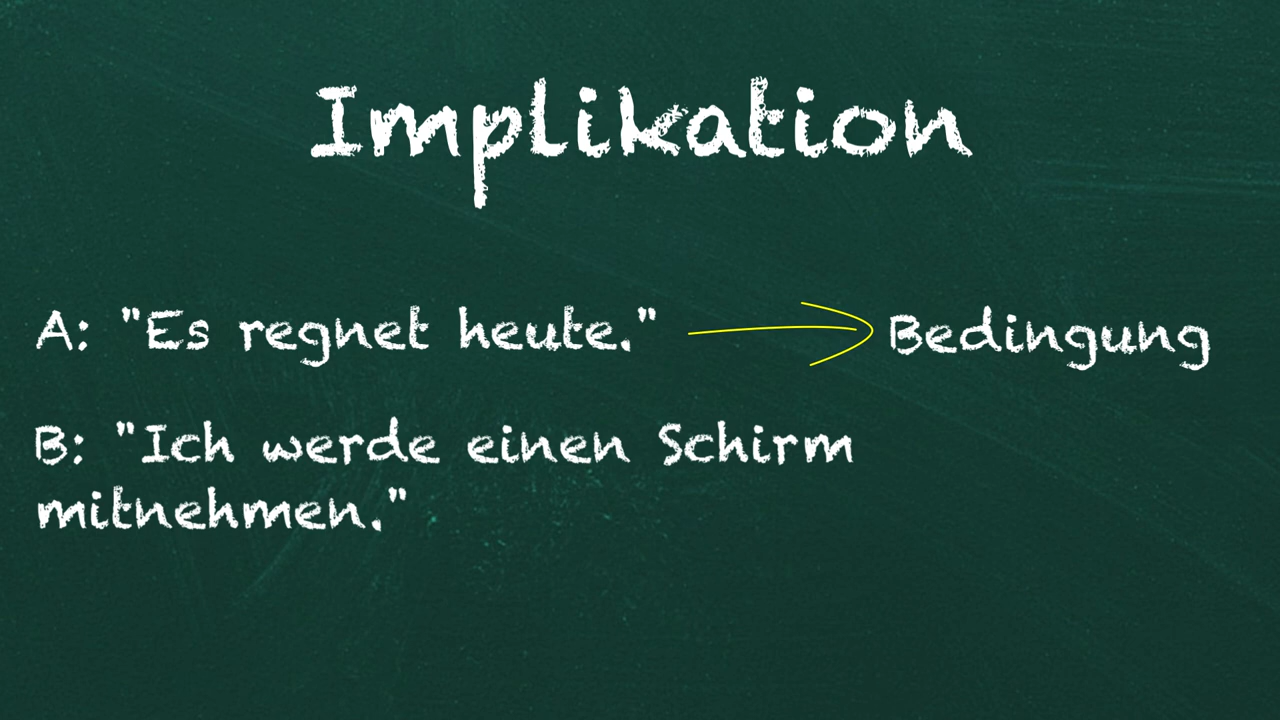 Implikation
A: "Es regnet heute." Bedingung
B: "Ich werde einen Schirm
mitnehmen."